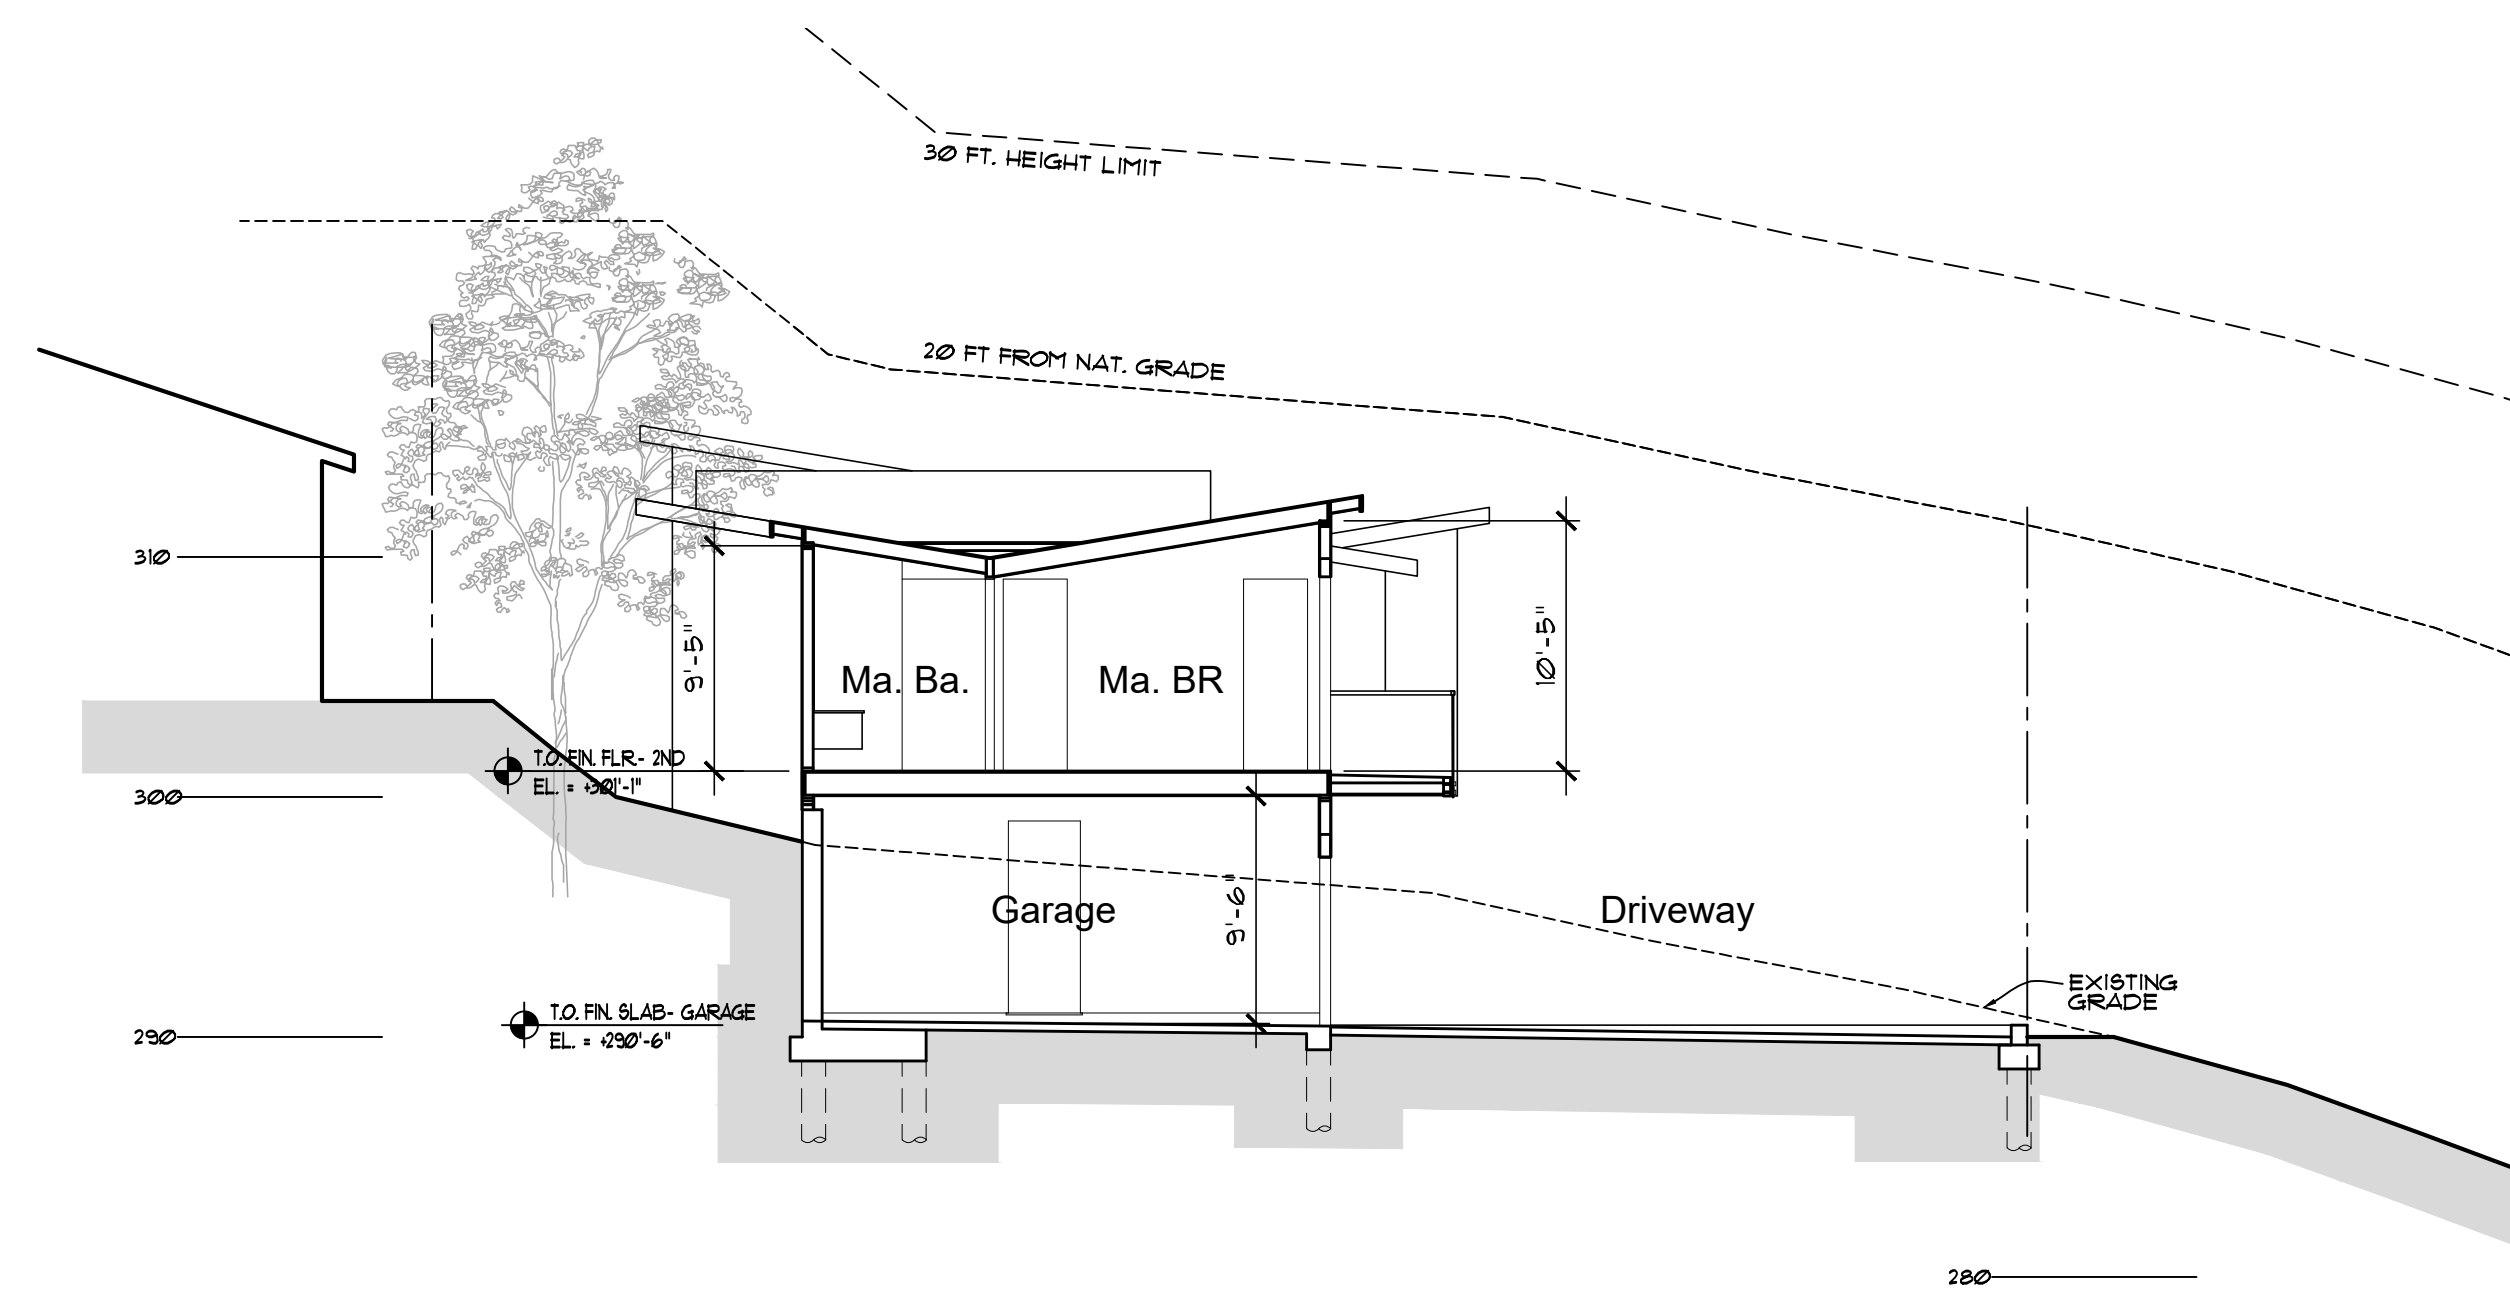 30 FT. HEIGHT LIMIT
20 FT FROM NAT. GRADE
310
9'-5"
10'-5"
Ma. Ba.
Ma. BR
T.O. FIN. FLR.- 2ND
EL. = +301'-1"
300
Garage
9'-6"
Driveway
EXISTING
GRADE
T.O. FIN. SLAB- GARAGE
EL. = +290'-6"
290
280